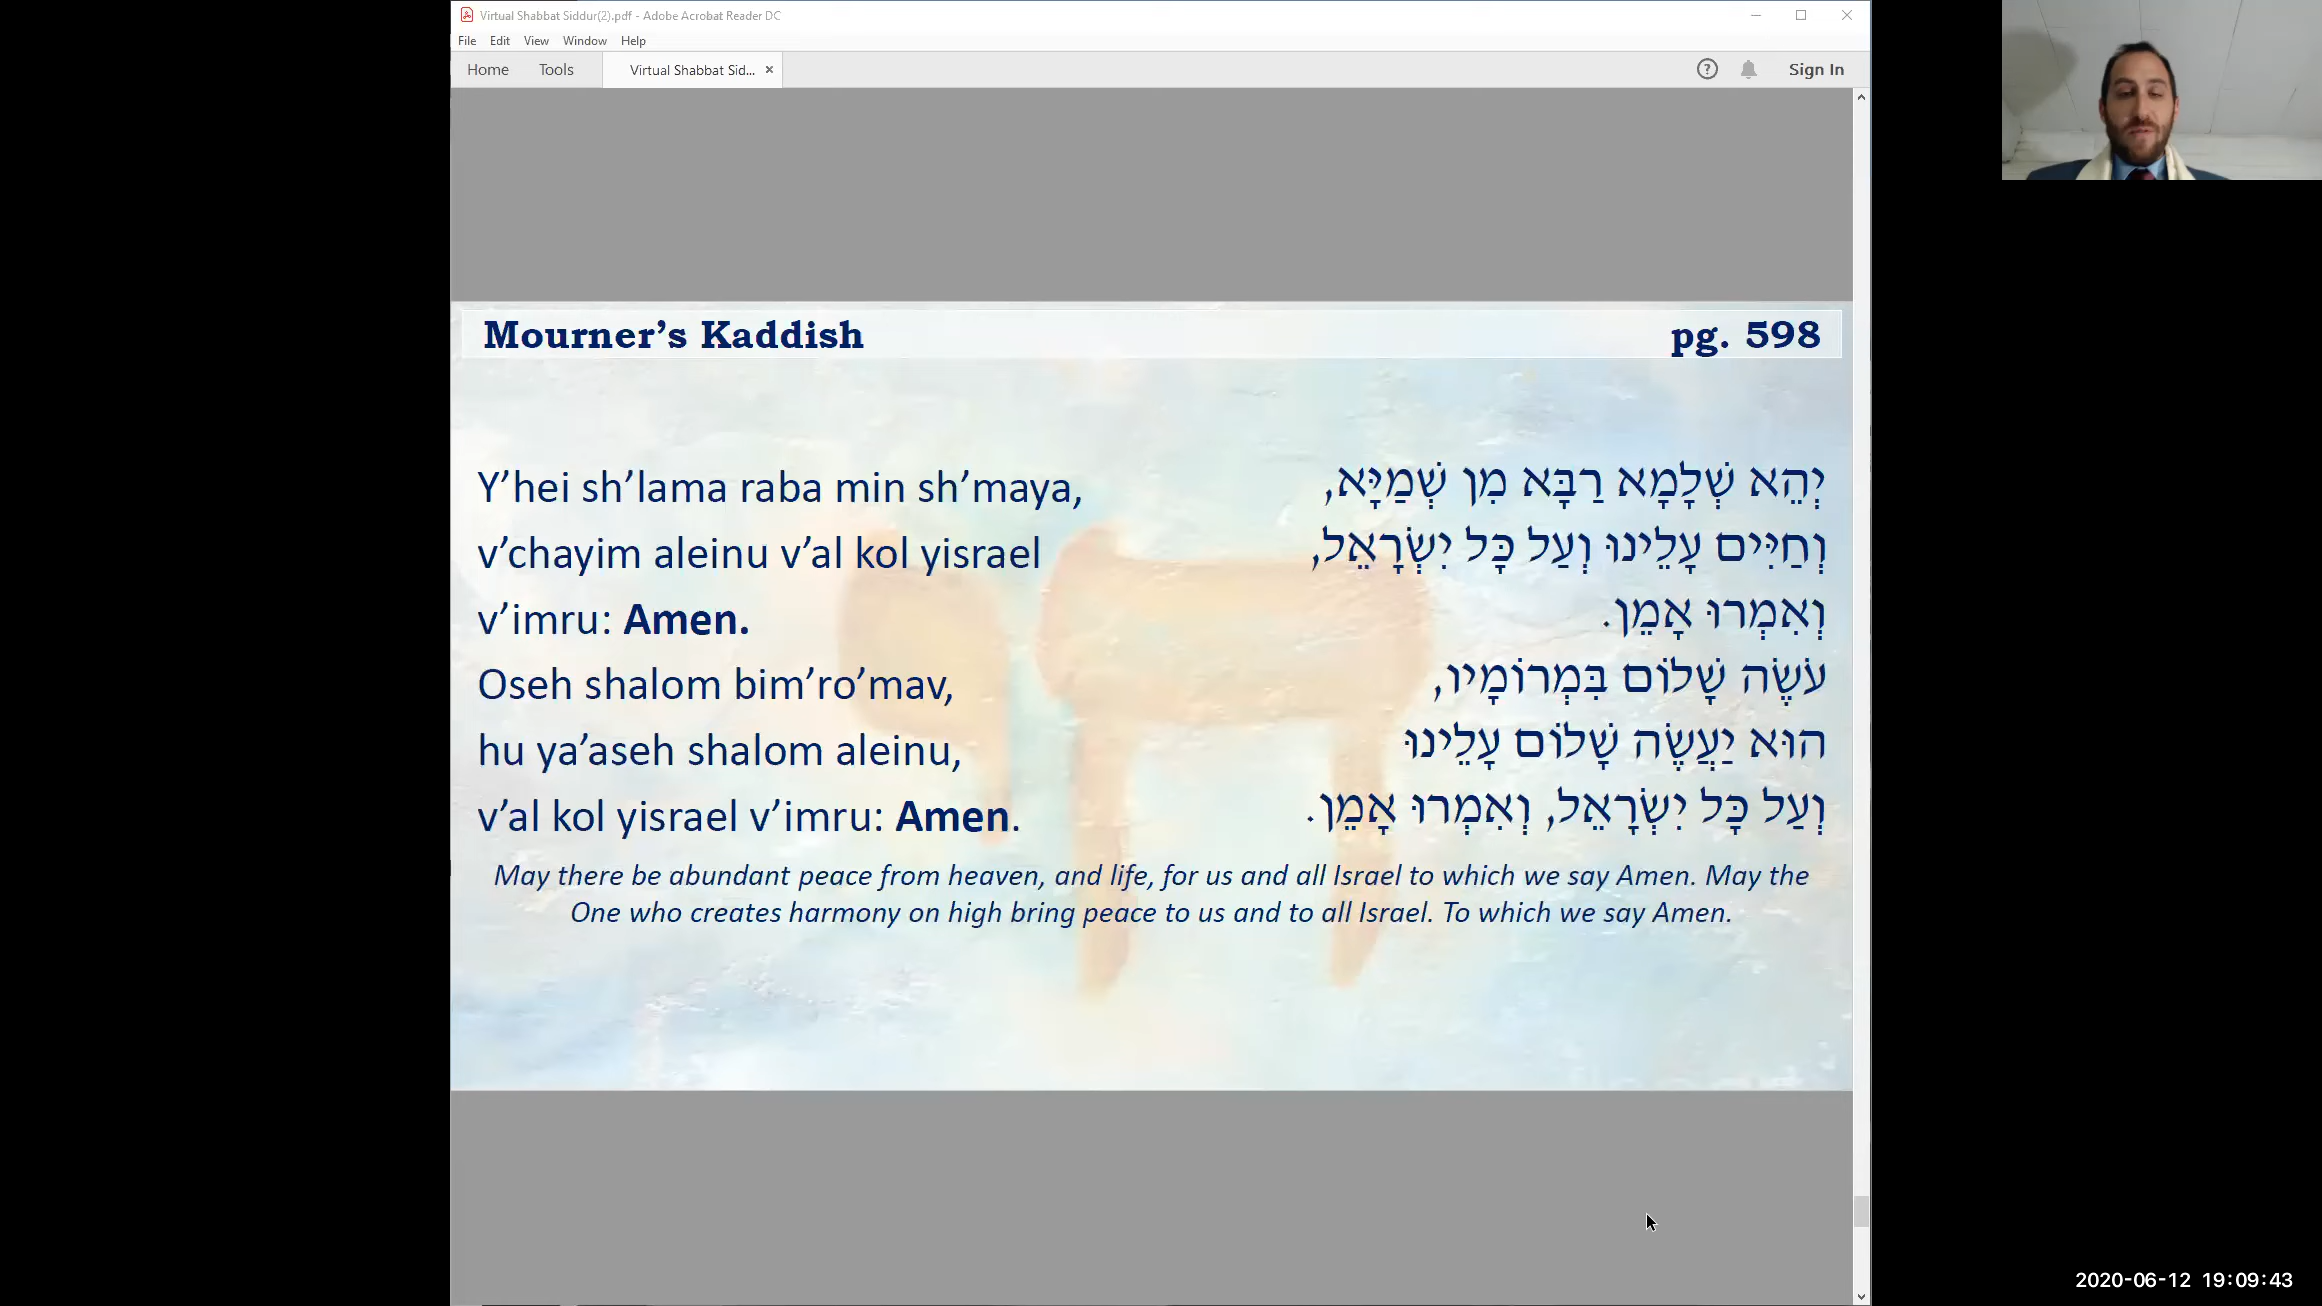 Virtual Shabbat Siddur(2).pdf - Adobe Acrobat Reader DC
File Edit View Window Help
Home Tools Virtual Shabbat Sid... × ? Sign In
Mourner’s Kaddish pg. 598
Y’hei sh’lama raba min sh’maya,
v’chayim aleinu v’al kol yisrael
v’imru: Amen.
Oseh shalom bim’ro’mav,
hu ya’aseh shalom aleinu,
v’al kol yisrael v’imru: Amen.
יְהֵא שְׁלָמָא רַבָּא מִן שְׁמַיָּא,
וְחַיִּים עָלֵינוּ וְעַל כָּל יִשְׂרָאֵל,
וְאִמְרוּ אָמֵן.
עֹשֶׂה שָׁלוֹם בִּמְרוֹמָיו,
הוּא יַעֲשֶׂה שָׁלוֹם עָלֵינוּ
וְעַל כָּל יִשְׂרָאֵל, וְאִמְרוּ אָמֵן.
May there be abundant peace from heaven, and life, for us and all Israel to which we say Amen. May the
One who creates harmony on high bring peace to us and to all Israel. To which we say Amen.
2020-06-12 19:09:43